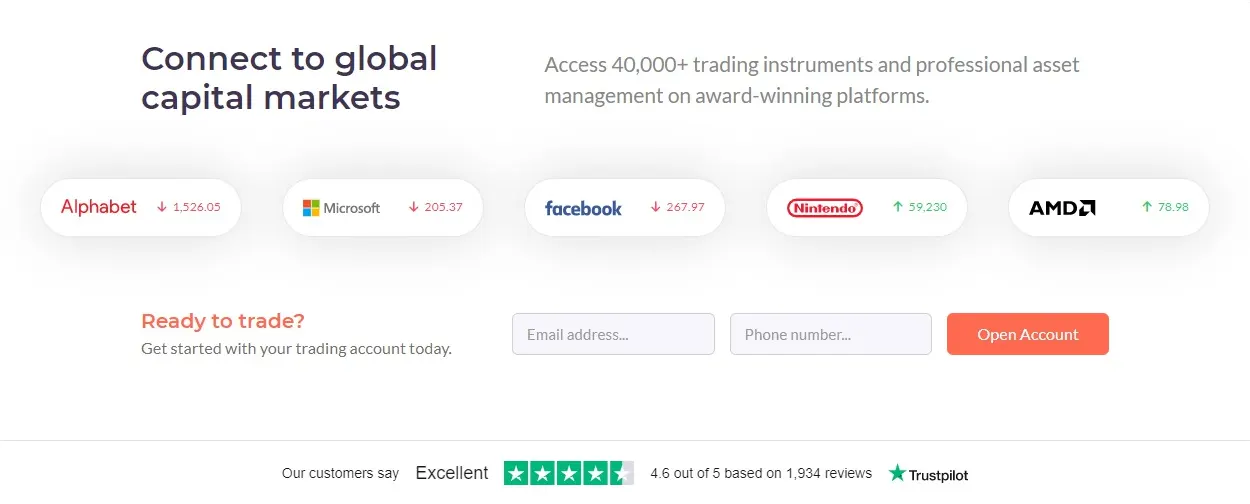 Connect to global
capital markets
Access 40,000+ trading instruments and professional asset
management on award-winning platforms.
Alphabet ↓ 1,526.05
Microsoft ↓ 205.37
facebook ↓ 267.97
Nintendo ↑ 59,230
AMD ↑ 78.98
Ready to trade?
Get started with your trading account today.
Email address...
Phone number...
Open Account
Our customers say Excellent 4.6 out of 5 based on 1,934 reviews Trustpilot